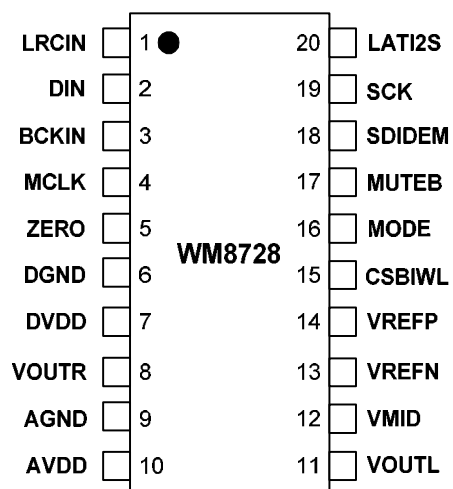 LRCIN 1 20 LATI2S
DIN 2 19 SCK
BCKIN 3 18 SDIDEM
MCLK 4 17 MUTEB
ZERO 5 16 MODE
WM8728
DGND 6 15 CSBIWL
DVDD 7 14 VREFP
VOUTR 8 13 VREFN
AGND 9 12 VMID
AVDD 10 11 VOUTL